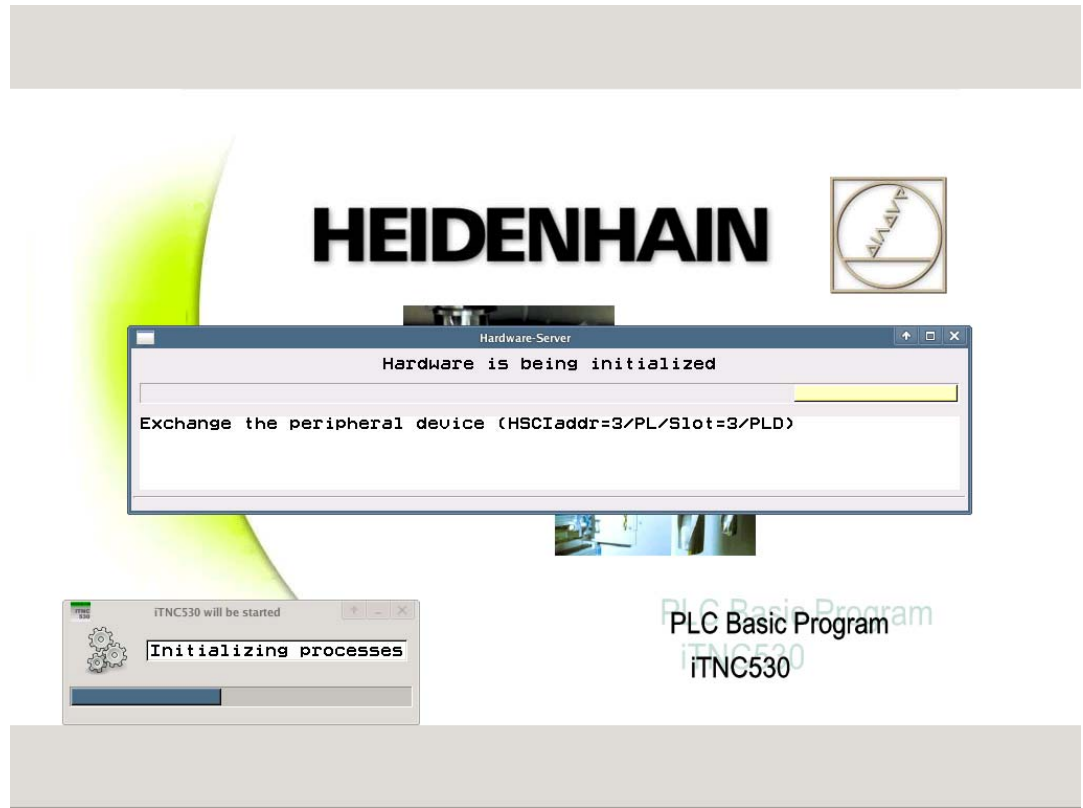 HEIDENHAIN
Hardware-Server
Hardware is being initialized
Exchange the peripheral device (HSCIaddr=3/PL/Slot=3/PLD)
iTNC530 will be started
Initializing processes
PLC Basic Program
iTNC530